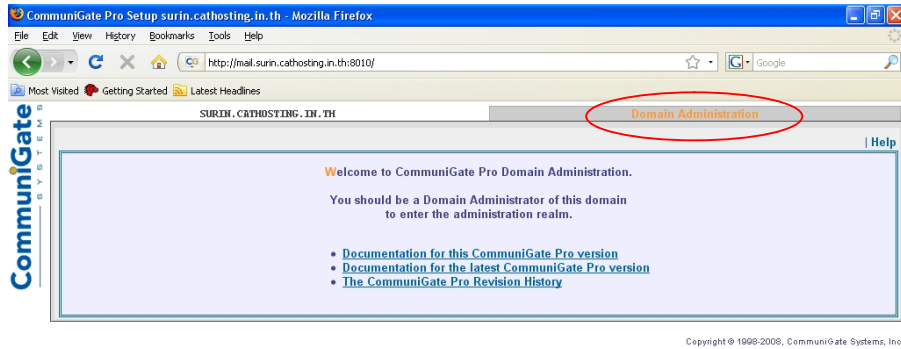 CommuniGate Pro Setup surin.cathosting.in.th - Mozilla Firefox
File Edit View History Bookmarks Tools Help
http://mail.surin.cathosting.in.th:8010/
Google
Most Visited Getting Started Latest Headlines
SURIN.CATHOSTING.IN.TH Domain Administration
| Help
CommuniGate
SYSTEMS
Welcome to CommuniGate Pro Domain Administration.
You should be a Domain Administrator of this domain
to enter the administration realm.
• Documentation for this CommuniGate Pro version
• Documentation for the latest CommuniGate Pro version
• The CommuniGate Pro Revision History
Copyright © 1998-2008, CommuniGate Systems, Inc